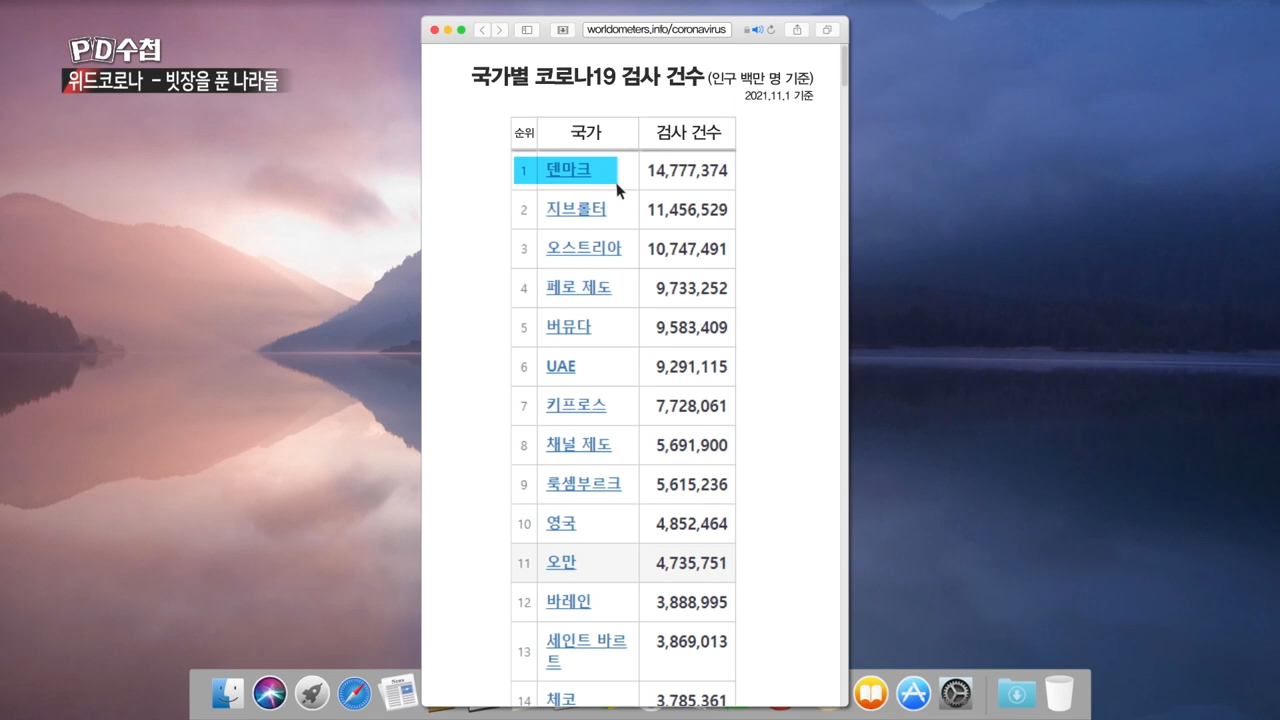 PD수첩
위드코로나 - 빗장을 푼 나라들
worldometers.info/coronavirus
국가별 코로나19 검사 건수 (인구 백만 명 기준)
2021.11.1 기준
순위 국가 검사 건수
1 덴마크 14,777,374
2 지브롤터 11,456,529
3 오스트리아 10,747,491
4 페로 제도 9,733,252
5 버뮤다 9,583,409
6 UAE 9,291,115
7 키프로스 7,728,061
8 채널 제도 5,691,900
9 룩셈부르크 5,615,236
10 영국 4,852,464
11 오만 4,735,751
12 바레인 3,888,995
13 세인트 바르트 3,869,013
14 체코 3,785,361
News